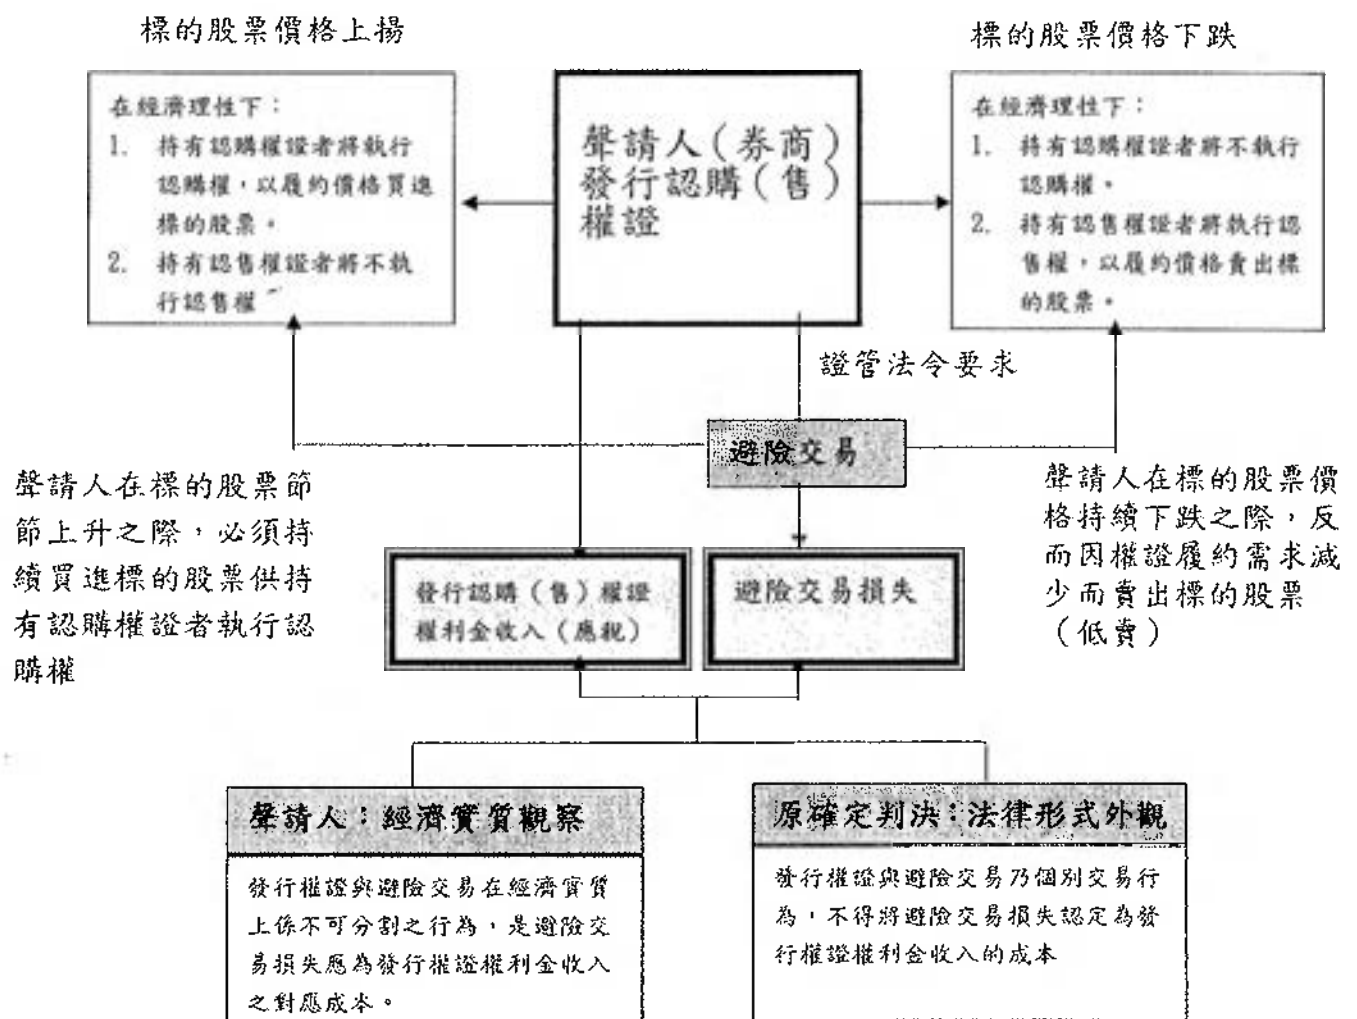 標的股票價格上揚
標的股票價格下跌
在經濟理性下：
1. 持有認購權證者將執行
認購權，以履約價格買進
標的股票。
2. 持有認售權證者將不執
行認售權
聲請人（券商）
發行認購（售）
權證
在經濟理性下：
1. 持有認購權證者將不執行
認購權。
2. 持有認售權證者將執行認
售權，以履約價格賣出標
的股票。
證管法令要求
避險交易
聲請人在標的股票節
節上升之際，必須持
續買進標的股票供持
有認購權證者執行認
購權
聲請人在標的股票價
格持續下跌之際，反
而因權證履約需求減
少而賣出標的股票
（低賣）
發行認購（售）權證
權利金收入（應稅）
避險交易損失
聲請人：經濟實質觀察
發行權證與避險交易在經濟實質
上係不可分割之行為，是避險交
易損失應為發行權證權利金收入
之對應成本。
原確定判決：法律形式外觀
發行權證與避險交易乃個別交易行
為，不得將避險交易損失認定為發
行權證權利金收入的成本